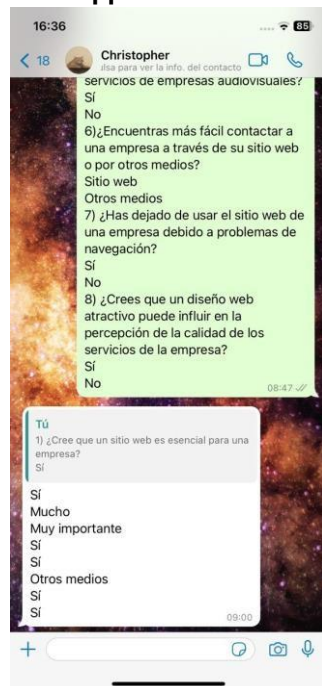 16:36
85
18
Christopher
ulsa para ver la info. del contacto
servicios de empresas audiovisuales?
Sí
No
6)¿Encuentras más fácil contactar a
una empresa a través de su sitio web
o por otros medios?
Sitio web
Otros medios
7) ¿Has dejado de usar el sitio web de
una empresa debido a problemas de
navegación?
Sí
No
8) ¿Crees que un diseño web
atractivo puede influir en la
percepción de la calidad de los
servicios de la empresa?
Sí
No
08:47
Tú
1) ¿Cree que un sitio web es esencial para una
empresa?
Sí
Sí
Mucho
Muy importante
Sí
Sí
Otros medios
Sí
Sí
09:00